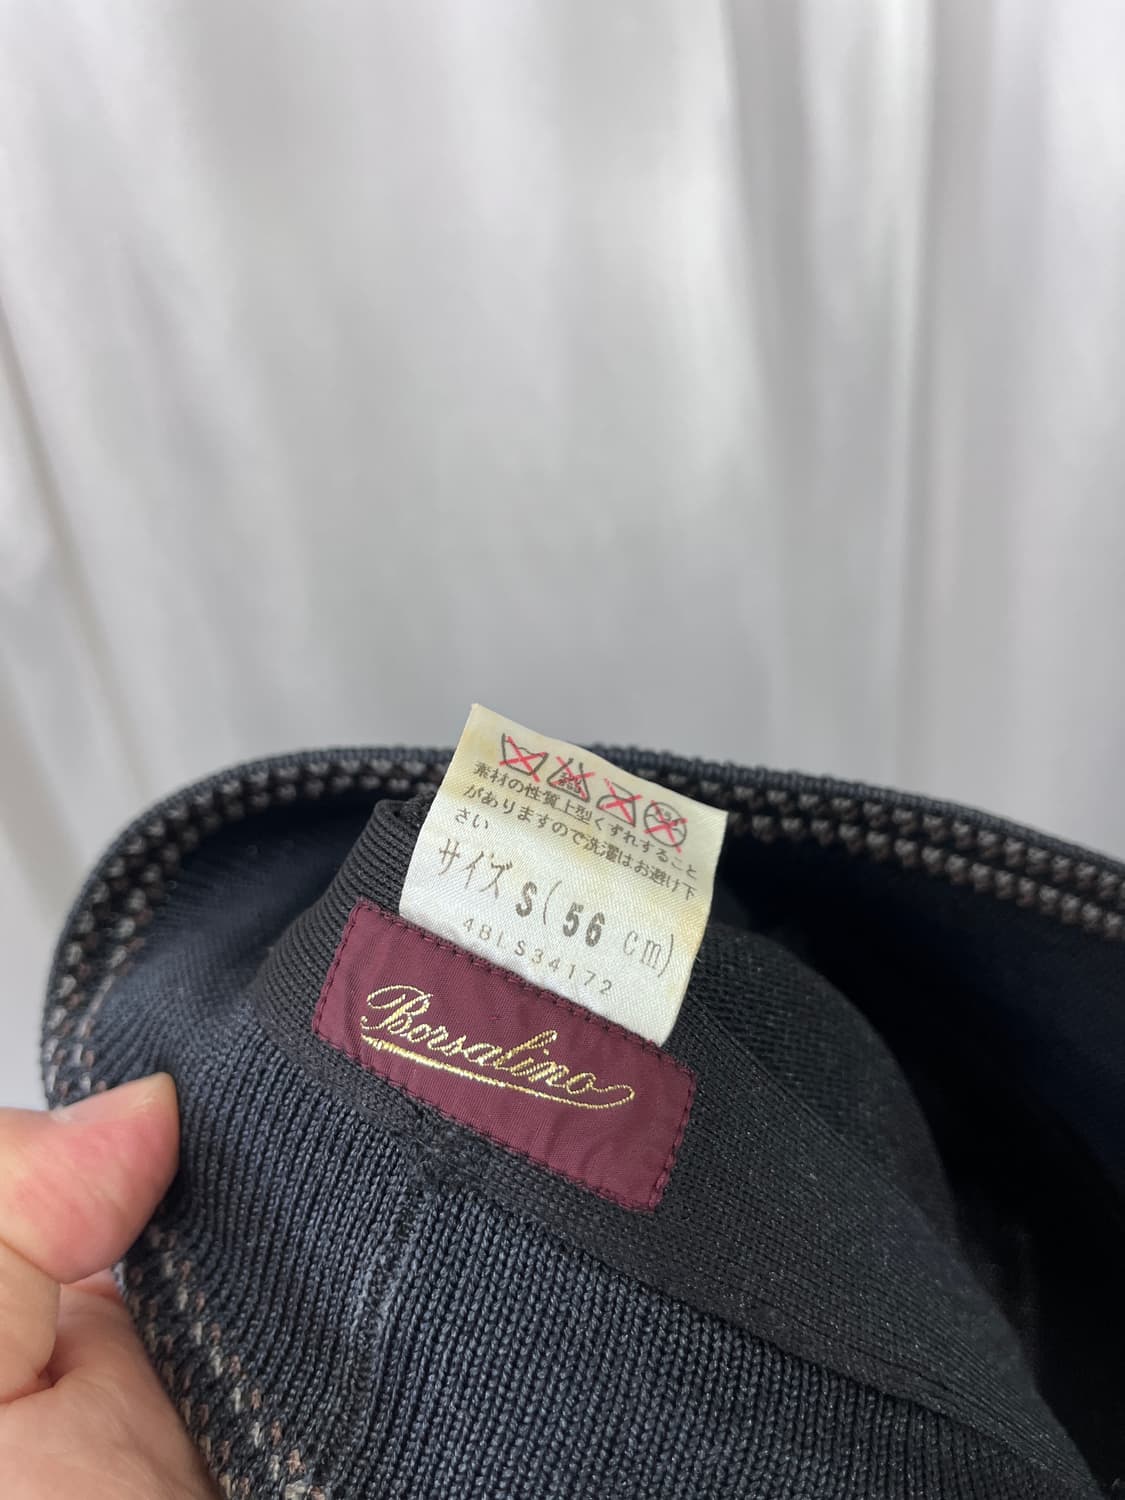 素材の性質上型くずれすること
がありますので洗濯はお避け下
さい
サイズ S(56 cm)
4BLS34172
Borsalino